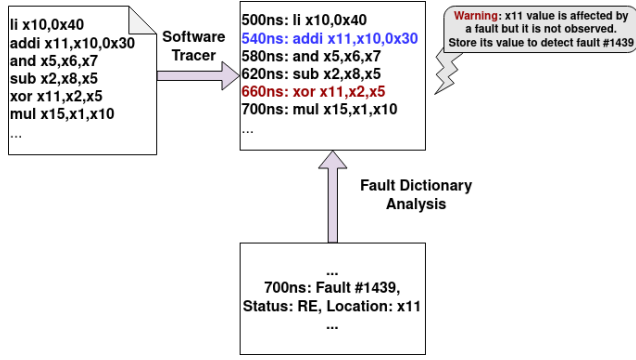 li x10,0x40
addi x11,x10,0x30
and x5,x6,x7
sub x2,x8,x5
xor x11,x2,x5
mul x15,x1,x10
...
Software
Tracer
500ns: li x10,0x40
540ns: addi x11,x10,0x30
580ns: and x5,x6,x7
620ns: sub x2,x8,x5
660ns: xor x11,x2,x5
700ns: mul x15,x1,x10
...
Warning: x11 value is affected by
a fault but it is not observed.
Store its value to detect fault #1439
Fault Dictionary
Analysis
...
700ns: Fault #1439,
Status: RE, Location: x11
...